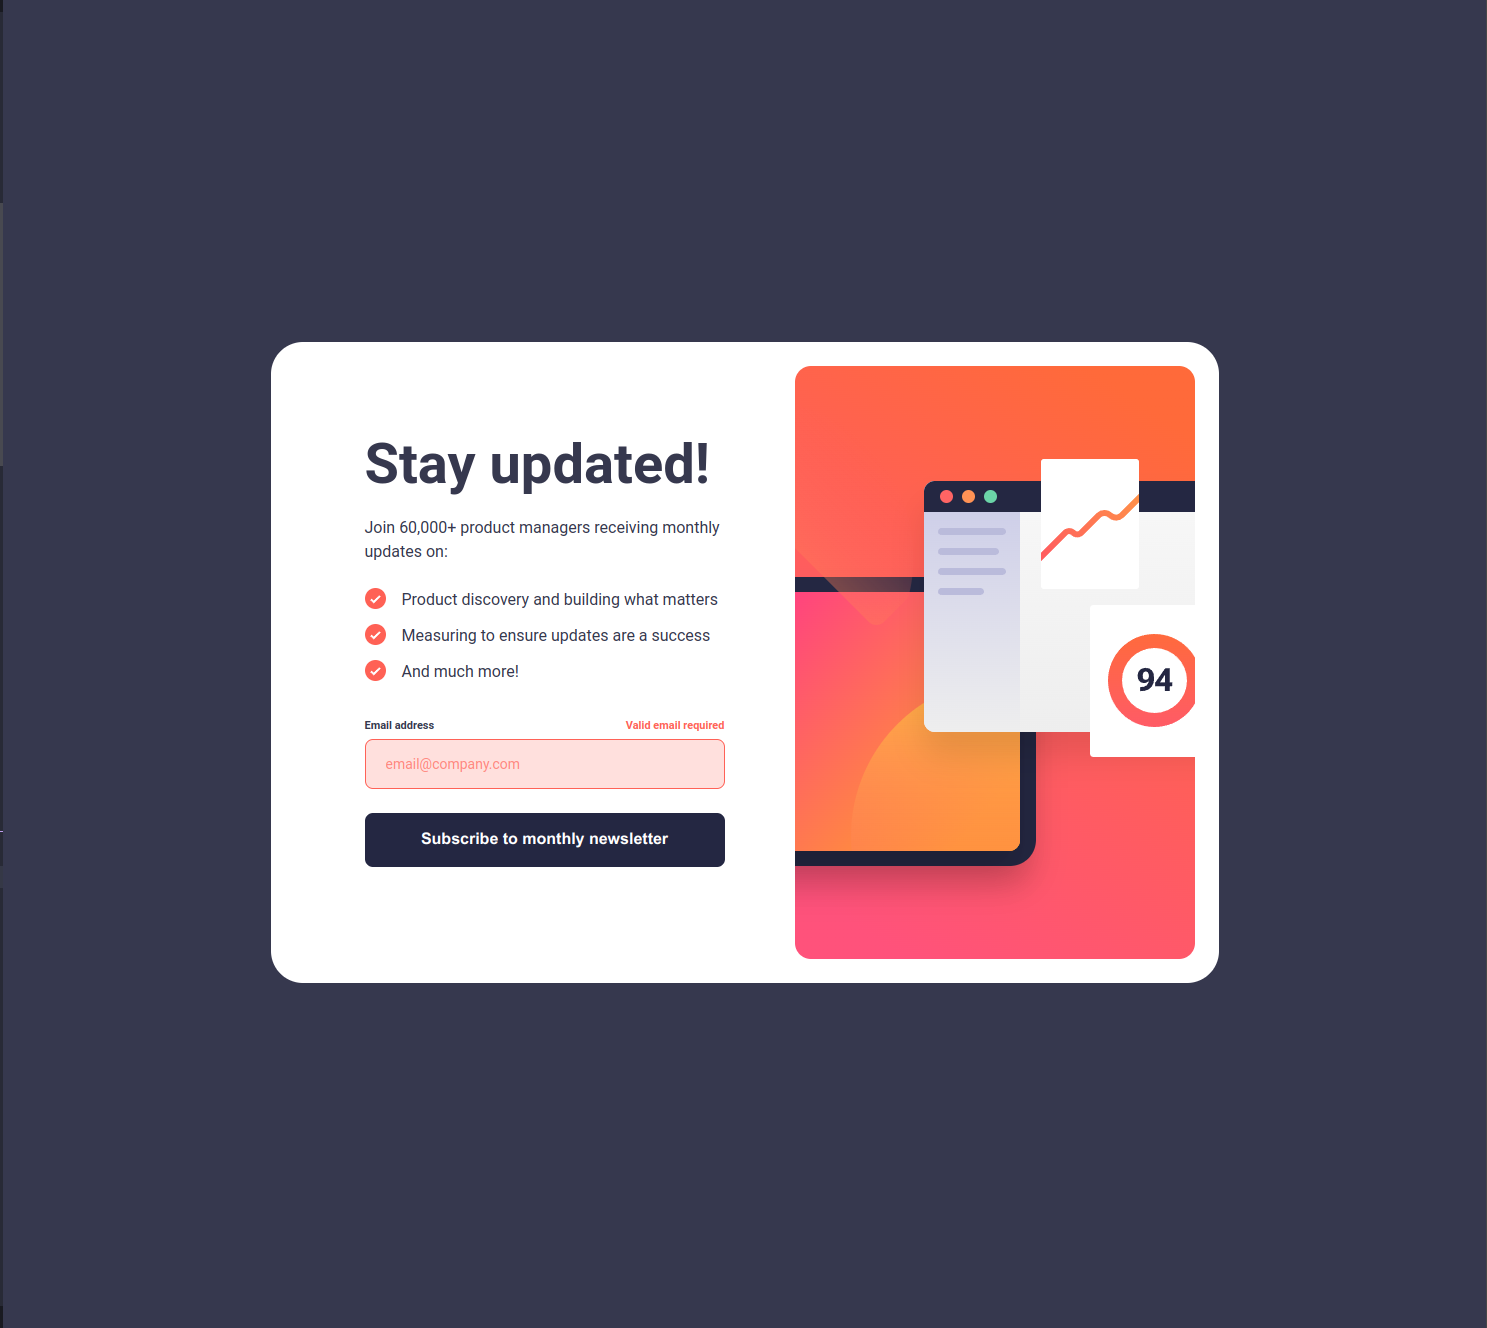 Stay updated!
Join 60,000+ product managers receiving monthly
updates on:
Product discovery and building what matters
Measuring to ensure updates are a success
And much more!
Email address
Valid email required
email@company.com
Subscribe to monthly newsletter
94